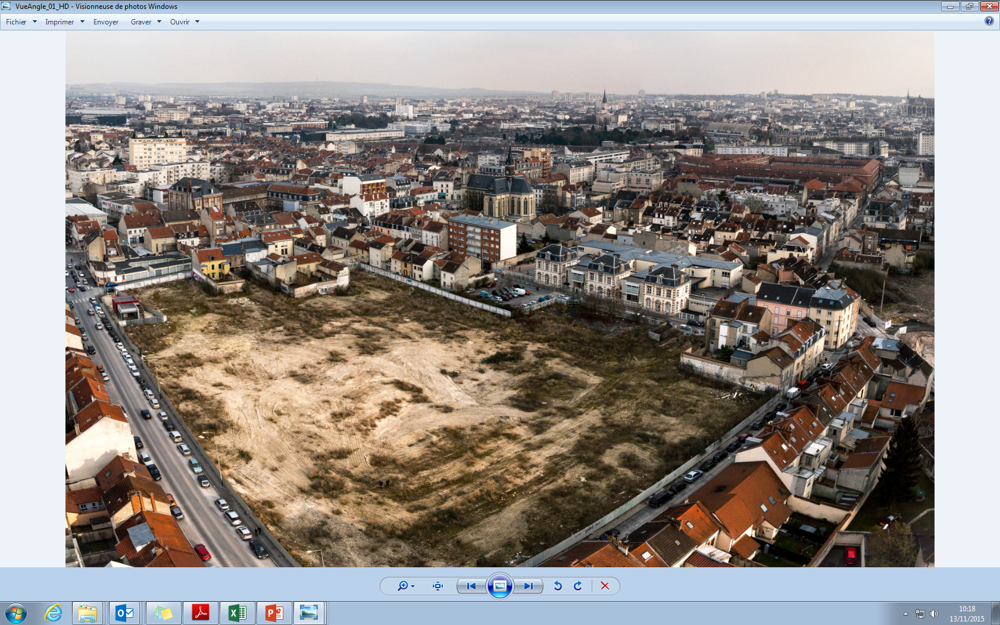 VueAngle_01_HD - Visionneuse de photos Windows
Fichier Imprimer Envoyer Graver Ouvrir
10:18
13/11/2015